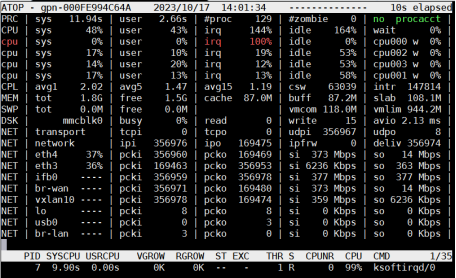 ATOP - gpn-000FE994C64A 2023/10/17 14:01:34 -------------- 10s elapsed
PRC | sys 11.94s | user 2.66s | #proc 129 | #zombie 0 | no procacct
CPU | sys 48% | user 0% | irq 144% | idle 164% | wait 0%
cpu | sys 0% | user 0% | irq 100% | idle 0% | cpu000 w 0%
cpu | sys 17% | user 10% | irq 19% | idle 53% | cpu002 w 0%
cpu | sys 14% | user 20% | irq 12% | idle 53% | cpu003 w 0%
cpu | sys 17% | user 13% | irq 13% | idle 58% | cpu001 w 0%
CPL | avg1 2.02 | avg5 1.47 | avg15 1.19 | csw 63039 | intr 147814
MEM | tot 1.8G | free 1.5G | cache 87.0M | buff 87.2M | slab 108.1M
SWP | tot 0.0M | free 0.0M | | vmcom 118.0M | vmlim 944.2M
DSK | mmcblk0 | busy 0% | read 0 | write 15 | avio 2.13 ms
NET | transport | tcpi 0 | tcpo 0 | udpi 356967 | udpo 8
NET | network | ipi 356976 | ipo 169475 | ipfrw 0 | deliv 356974
NET | eth4 37% | pcki 356960 | pcko 169469 | si 373 Mbps | so 14 Mbps
NET | eth3 36% | pcki 169463 | pcko 356953 | si 6236 Kbps | so 363 Mbps
NET | ifb0 ---- | pcki 356959 | pcko 356958 | si 377 Mbps | so 377 Mbps
NET | br-wan ---- | pcki 356971 | pcko 169480 | si 373 Mbps | so 14 Mbps
NET | vxlan10 ---- | pcki 356958 | pcko 169474 | si 359 Mbps | so 6236 Kbps
NET | lo ---- | pcki 8 | pcko 8 | si 0 Kbps | so 0 Kbps
NET | usb0 ---- | pcki 0 | pcko 3 | si 0 Kbps | so 0 Kbps
NET | br-lan ---- | pcki 0 | pcko 3 | si 0 Kbps | so 0 Kbps
PID SYSCPU USRCPU VGROW RGROW ST EXC THR S CPUNR CPU CMD 1/35
7 9.90s 0.00s 0K 0K -- - 1 R 0 99% ksoftirqd/0